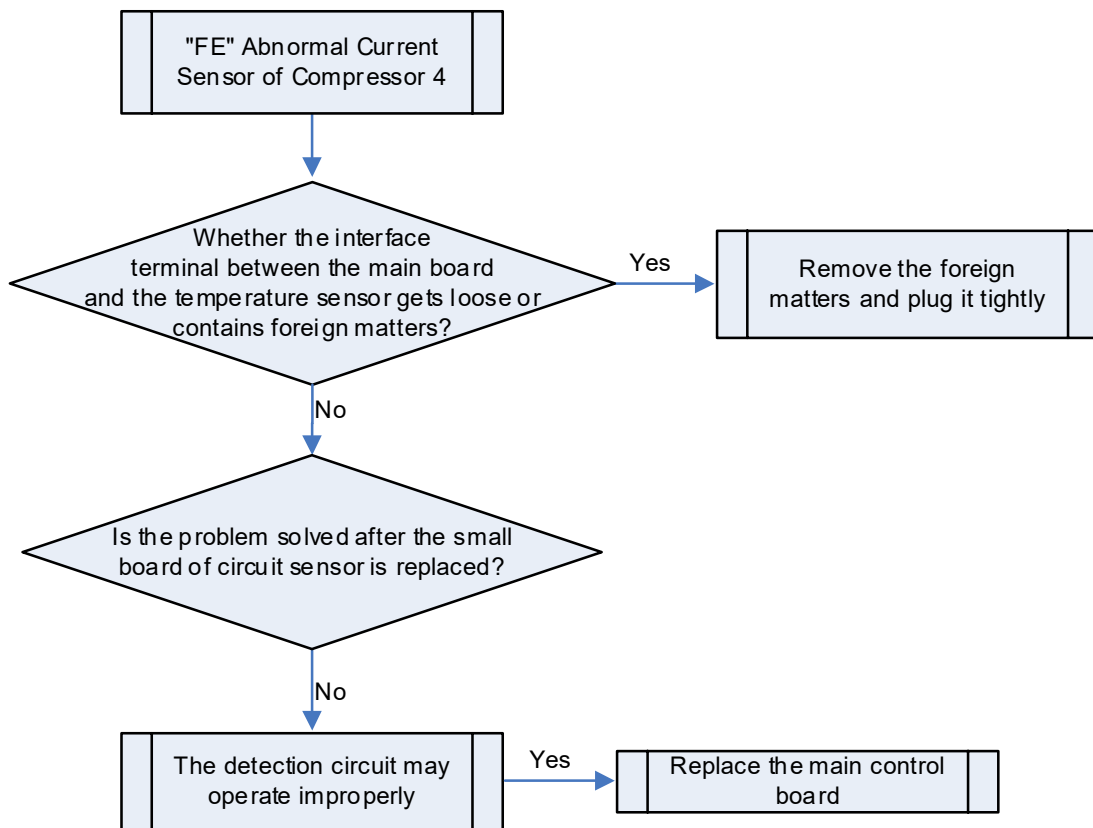 "FE" Abnormal Current
Sensor of Compressor 4
Whether the interface
terminal between the main board
and the temperature sensor gets loose or
contains foreign matters?
Yes
Remove the foreign
matters and plug it tightly
No
Is the problem solved after the small
board of circuit sensor is replaced?
No
The detection circuit may
operate improperly
Yes
Replace the main control
board